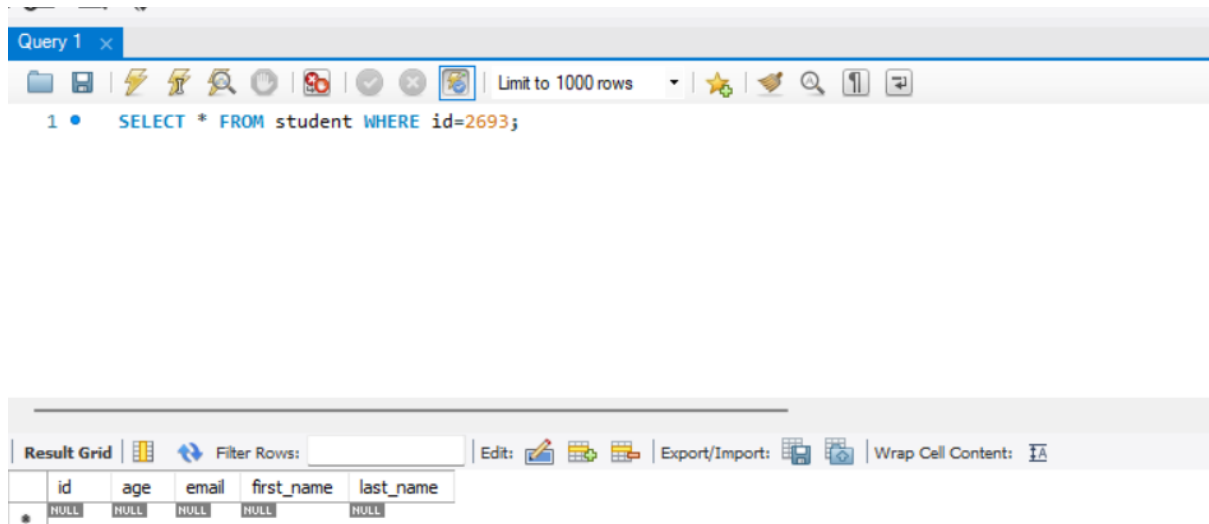 Query 1
Limit to 1000 rows
1 SELECT * FROM student WHERE id=2693;
Result Grid Filter Rows: Edit: Export/Import: Wrap Cell Content:
id age email first_name last_name
NULL NULL NULL NULL NULL